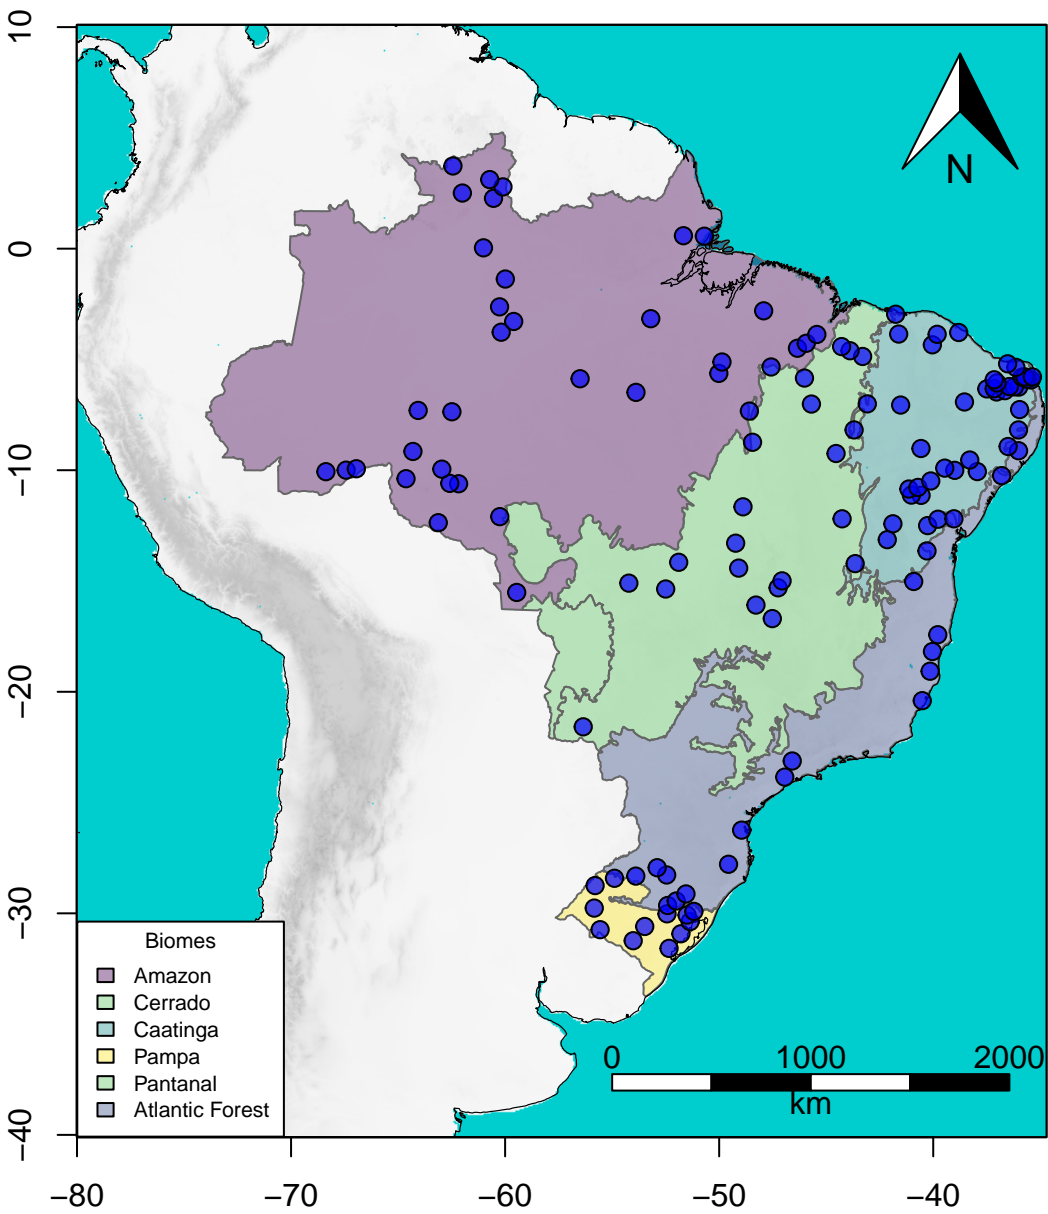 10
0
−10
−20
−30
−40
N
Biomes
Amazon
Cerrado
Caatinga
Pampa
Pantanal
Atlantic Forest
0 1000 2000
km
−80 −70 −60 −50 −40